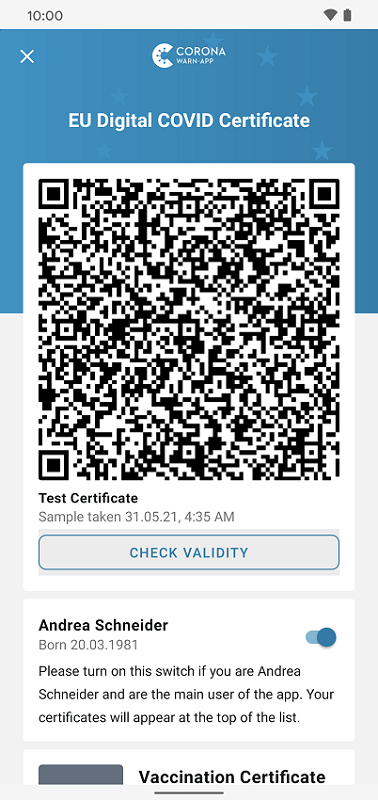 10:00
CORONA
WARN-APP
EU Digital COVID Certificate
Test Certificate
Sample taken 31.05.21, 4:35 AM
CHECK VALIDITY
Andrea Schneider
Born 20.03.1981
Please turn on this switch if you are Andrea
Schneider and are the main user of the app. Your
certificates will appear at the top of the list.
Vaccination Certificate